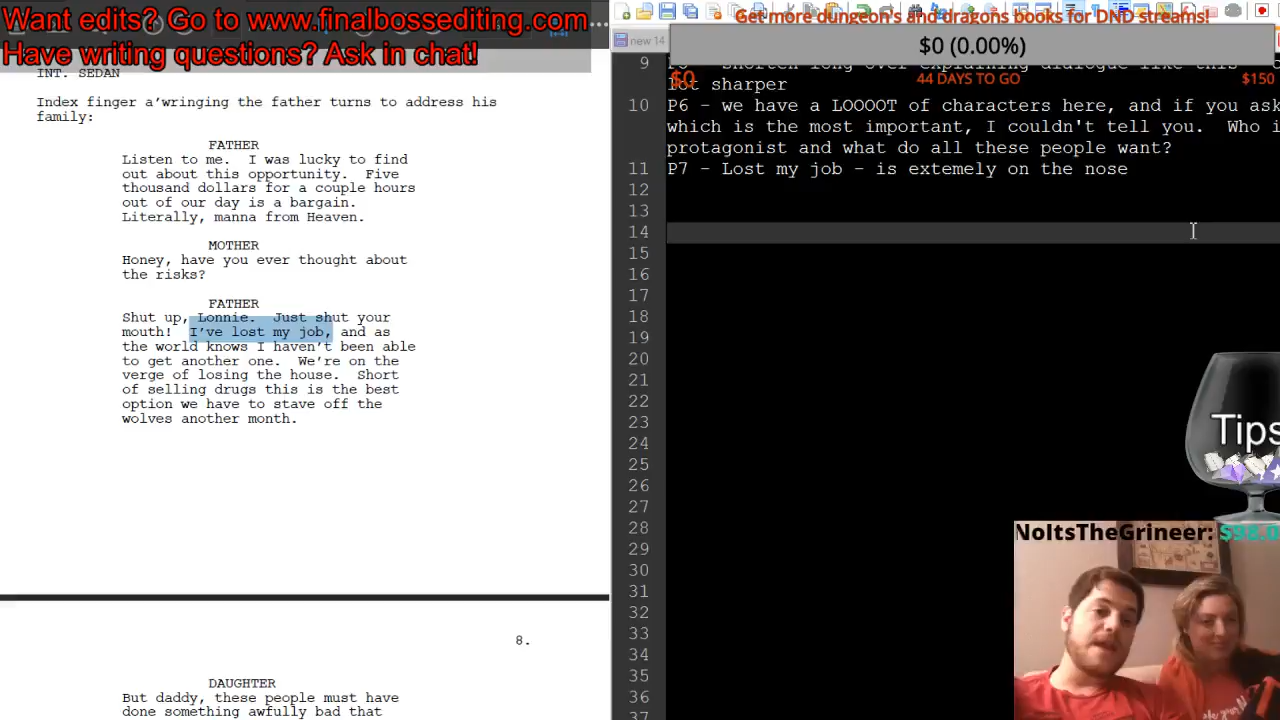 Want edits? Go to www.finalbossediting.com
Have writing questions? Ask in chat!
INT. SEDAN
Index finger a'wringing the father turns to address his
family:
FATHER
Listen to me. I was lucky to find
out about this opportunity. Five
thousand dollars for a couple hours
out of our day is a bargain.
Literally, manna from Heaven.
MOTHER
Honey, have you ever thought about
the risks?
FATHER
Shut up, Lonnie. Just shut your
mouth! I've lost my job, and as
the world knows I haven't been able
to get another one. We're on the
verge of losing the house. Short
of selling drugs this is the best
option we have to stave off the
wolves another month.
8.
DAUGHTER
But daddy, these people must have
done something awfully bad that
Get more dungeon's and dragons books for DND streams!
new 14
$0 (0.00%)
$0
44 DAYS TO GO
$150
9
lot sharper
10 P6 - we have a LOOOOT of characters here, and if you ask
which is the most important, I couldn't tell you. Who i
protagonist and what do all these people want?
11 P7 - Lost my job - is extemely on the nose
12
13
14
15
16
17
18
19
20
21
22
23
24
25
26
27
28
29
30
31
32
33
34
35
36
Tips
NoItsTheGrineer: $98.0